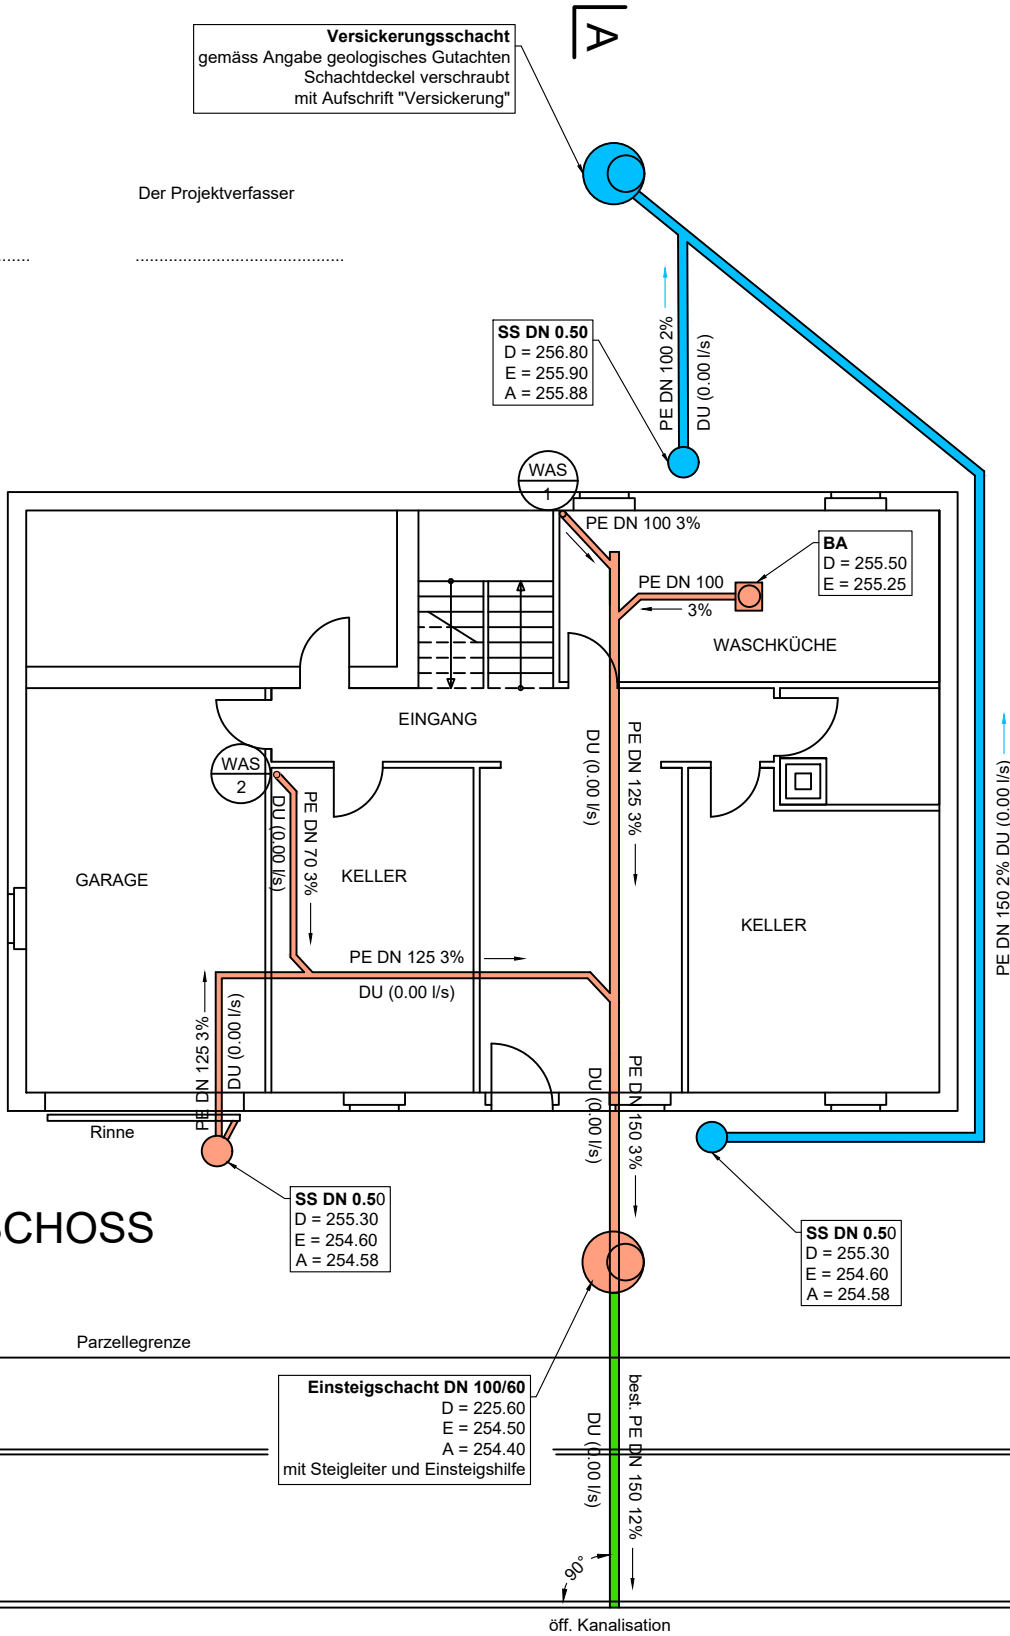 A
Versickerungsschacht
gemäss Angabe geologisches Gutachten
Schachtdeckel verschraubt
mit Aufschrift "Versickerung"
Der Projektverfasser
SS DN 0.50
D = 256.80
E = 255.90
A = 255.88
PE DN 100 2%
DU (0.00 l/s)
WAS
1
PE DN 100 3%
BA
D = 255.50
E = 255.25
PE DN 100
3%
WASCHKÜCHE
EINGANG
WAS
2
DU (0.00 l/s)
PE DN 70 3%
DU (0.00 l/s)
PE DN 125 3%
PE DN 150 2% DU (0.00 l/s)
GARAGE
KELLER
KELLER
PE DN 125 3%
DU (0.00 l/s)
PE DN 125 3%
DU (0.00 l/s)
DU (0.00 l/s)
PE DN 150 3%
Rinne
SS DN 0.50
D = 255.30
E = 254.60
A = 254.58
SCHOSS
SS DN 0.50
D = 255.30
E = 254.60
A = 254.58
Parzellegrenze
Einsteigschacht DN 100/60
D = 225.60
E = 254.50
A = 254.40
mit Steigleiter und Einsteigshilfe
DU (0.00 l/s)
best. PE DN 150 12%
90°
öff. Kanalisation